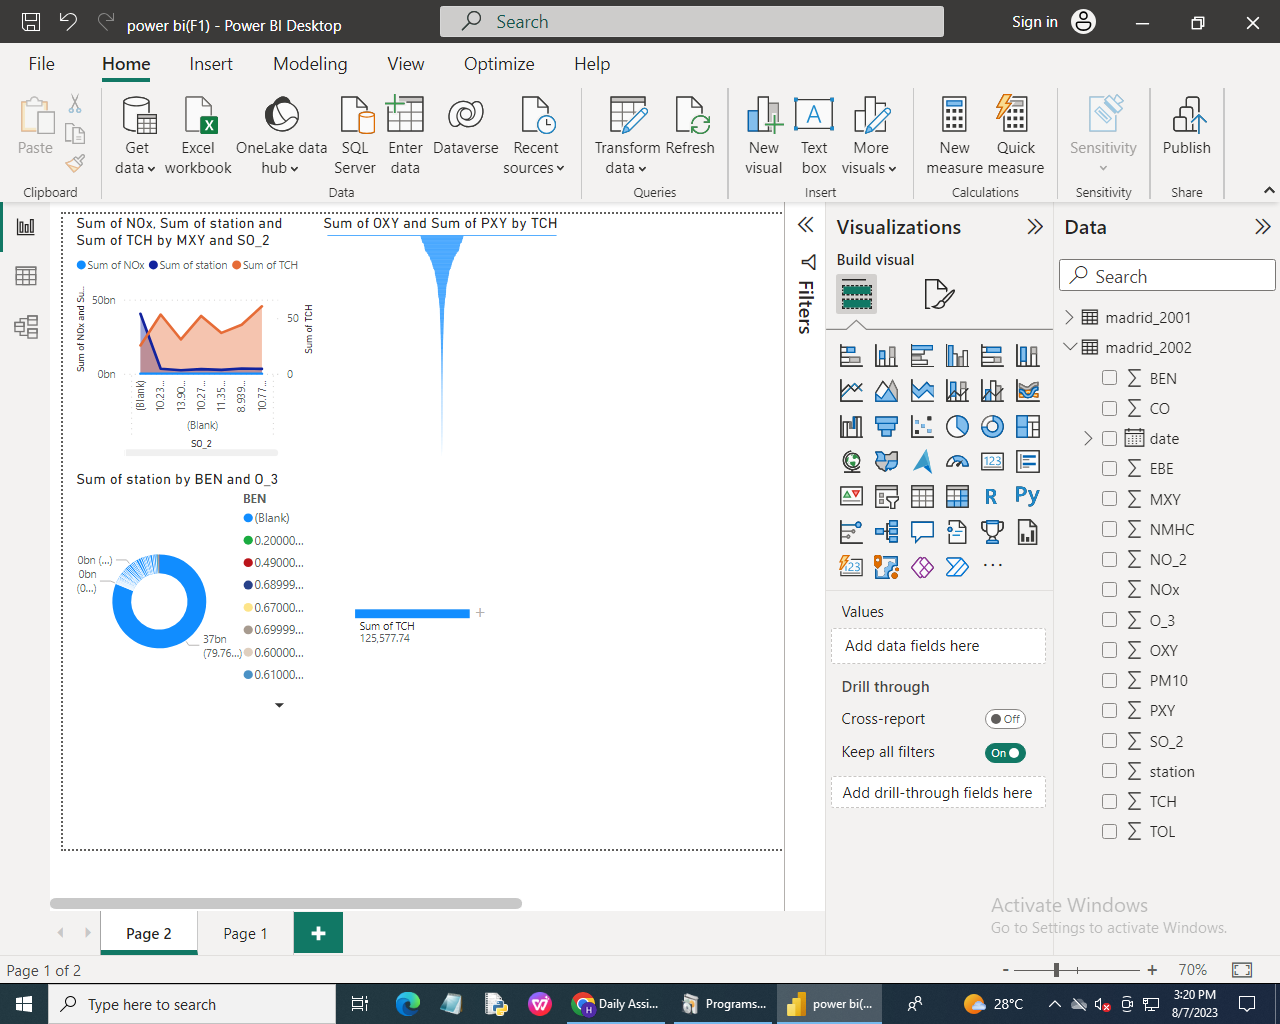 power bi(F1) - Power BI Desktop
Search
Sign in
File
Home
Insert
Modeling
View
Optimize
Help
Paste
Get data
Excel workbook
OneLake data hub
SQL Server
Enter data
Dataverse
Recent sources
Transform data
Refresh
New visual
Text box
More visuals
New measure
Quick measure
Sensitivity
Publish
Clipboard
Data
Queries
Insert
Calculations
Sensitivity
Share
Sum of NOx, Sum of station and
Sum of TCH by MXY and SO_2
Sum of NOx
Sum of station
Sum of TCH
Sum of NOx and Su...
50bn
0bn
50
0
Sum of TCH
(Blank)
10.23...
13.90...
10.27...
11.35...
8.939...
10.77...
(Blank)
SO_2
Sum of OXY and Sum of PXY by TCH
Sum of station by BEN and O_3
BEN
(Blank)
0.20000...
0.49000...
0.68999...
0.67000...
0.69999...
0.60000...
0.61000...
0bn (...)
0bn
(0...)
37bn
(79.76...)
Sum of TCH
125,577.74
Filters
Visualizations
Build visual
R
Py
123
123
Values
Add data fields here
Drill through
Cross-report
Off
Keep all filters
On
Add drill-through fields here
Data
Search
madrid_2001
madrid_2002
BEN
CO
date
EBE
MXY
NMHC
NO_2
NOx
O_3
OXY
PM10
PXY
SO_2
station
TCH
TOL
Activate Windows
Go to Settings to activate Windows.
Page 2
Page 1
Page 1 of 2
70%
Type here to search
Daily Assi...
Programs...
power bi(...
28°C
3:20 PM
8/7/2023